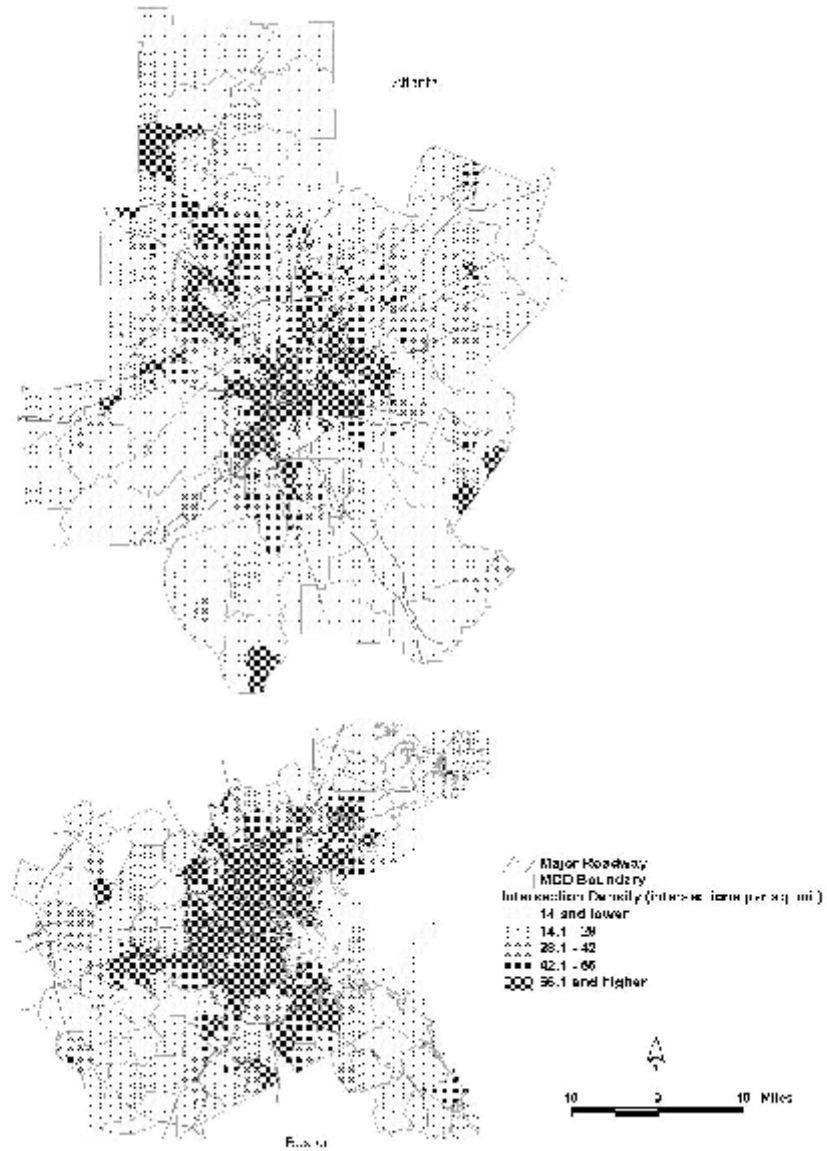 Atlanta
Major Roadway
MCD Boundary
Intersection Density (intersections per sq. mi.)
14 and lower
14.1 - 28
28.1 - 42
42.1 - 56
56.1 and higher
10 0 10 Miles
Boston